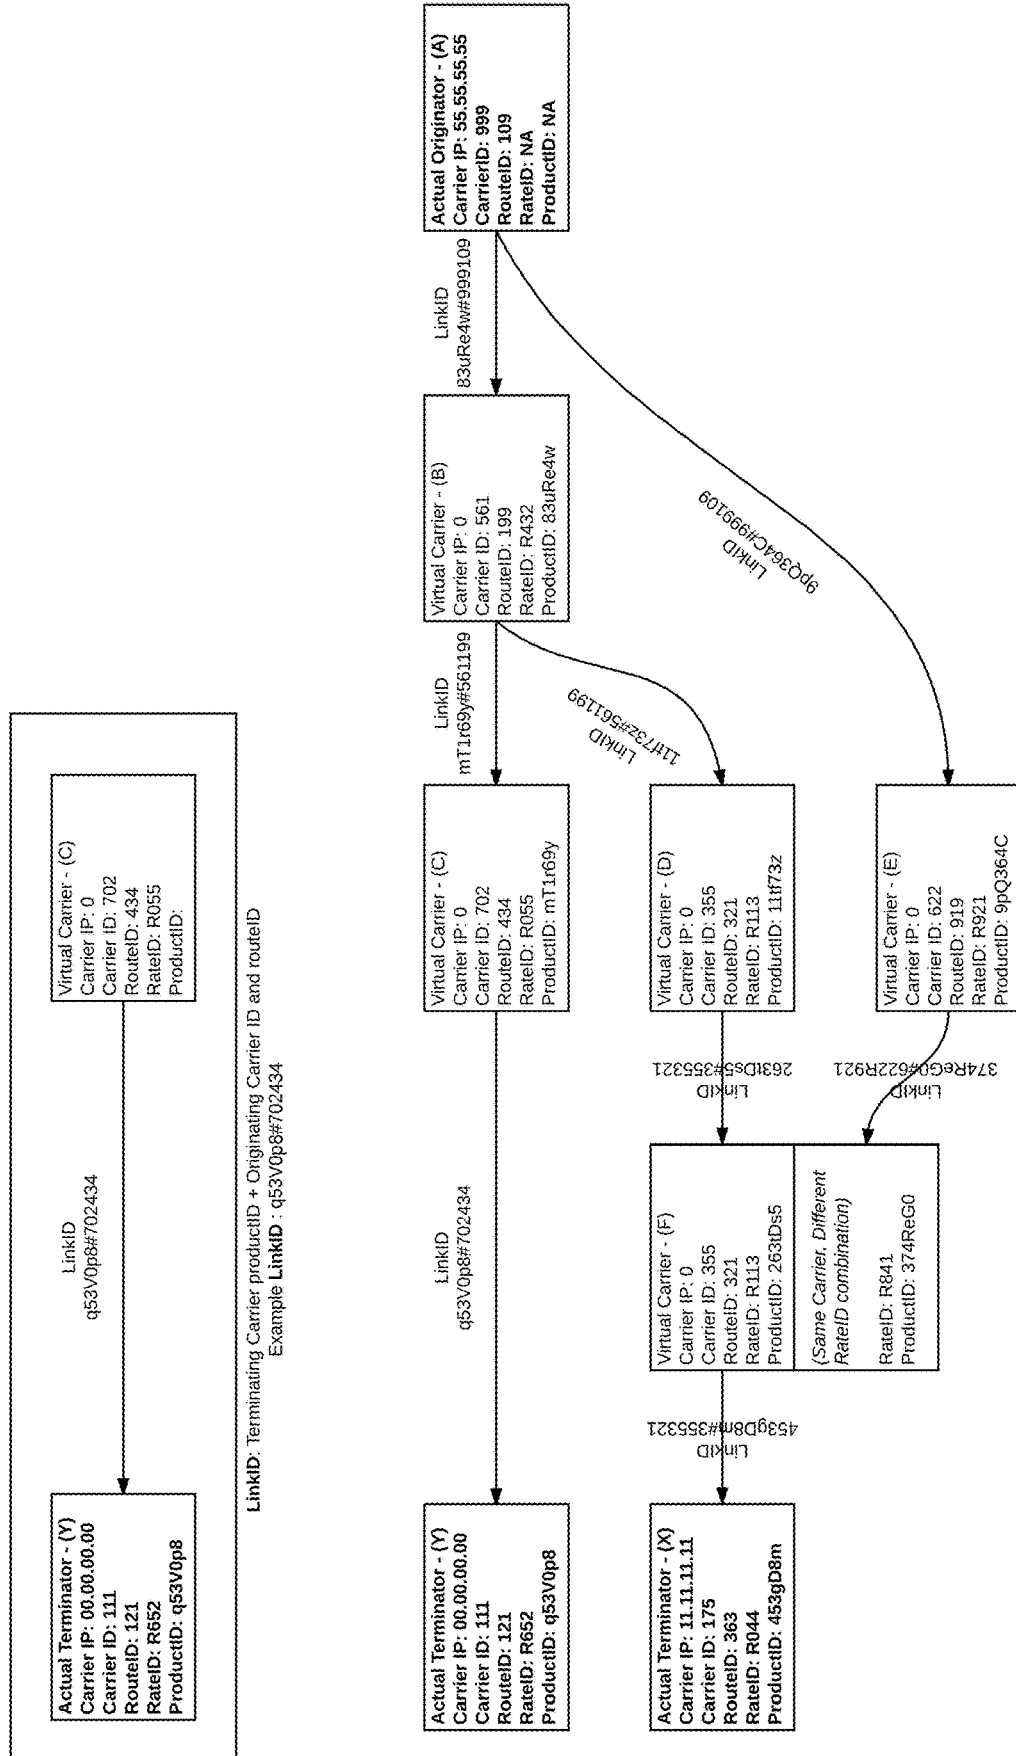 Actual Terminator - (Y)
Carrier IP: 00.00.00.00
Carrier ID: 111
RouteID: 121
RateID: R652
ProductID: q53V0p8
LinkID
q53V0p8#702434
Virtual Carrier - (C)
Carrier IP: 0
Carrier ID: 702
RouteID: 434
RateID: R055
ProductID:
LinkID: Terminating Carrier productID + Originating Carrier ID and routeID
Example LinkID : q53V0p8#702434
Actual Terminator - (Y)
Carrier IP: 00.00.00.00
Carrier ID: 111
RouteID: 121
RateID: R652
ProductID: q53V0p8
LinkID
q53V0p8#702434
Virtual Carrier - (C)
Carrier IP: 0
Carrier ID: 702
RouteID: 434
RateID: R055
ProductID: mT1r69y
LinkID
mT1r69y#561199
Virtual Carrier - (B)
Carrier IP: 0
Carrier ID: 561
RouteID: 199
RateID: R432
ProductID: 83uRe4w
LinkID
83uRe4w#999109
Actual Originator - (A)
Carrier IP: 55.55.55.55
CarrierID: 999
RouteID: 109
RateID: NA
ProductID: NA
Actual Terminator - (X)
Carrier IP: 11.11.11.11
Carrier ID: 175
RouteID: 363
RateID: R044
ProductID: 453gD8m
LinkID
453gD8m#355321
Virtual Carrier - (F)
Carrier IP: 0
Carrier ID: 355
RouteID: 321
RateID: R113
ProductID: 263tDs5
(Same Carrier, Different
RateID combination)
RateID: R841
ProductID: 374ReG0
LinkID
263tDs5#355321
Virtual Carrier - (D)
Carrier IP: 0
Carrier ID: 355
RouteID: 321
RateID: R113
ProductID: 11tf73z
LinkID
11tf73z#561199
LinkID
374ReG0#622R921
Virtual Carrier - (E)
Carrier IP: 0
Carrier ID: 622
RouteID: 919
RateID: R921
ProductID: 9pQ364C
LinkID
9pQ364C#999109